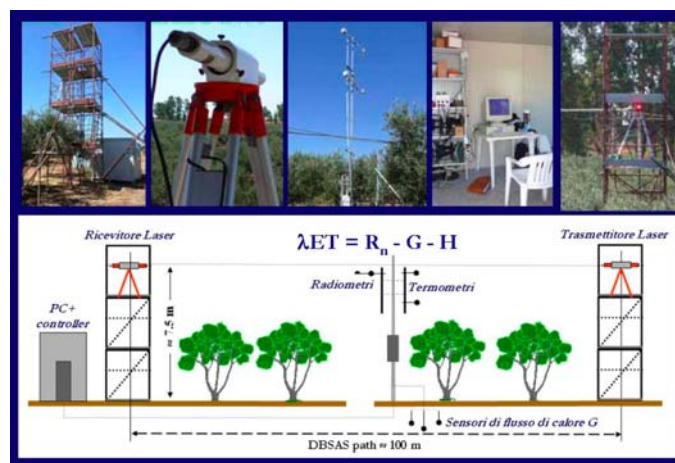 Ricevitore Laser
λET = Rn - G - H
Trasmettitore Laser
Radiometri
Termometri
PC+
controller
≈ 7,5 m
Sensori di flusso di calore G
DBSAS path ≈ 100 m